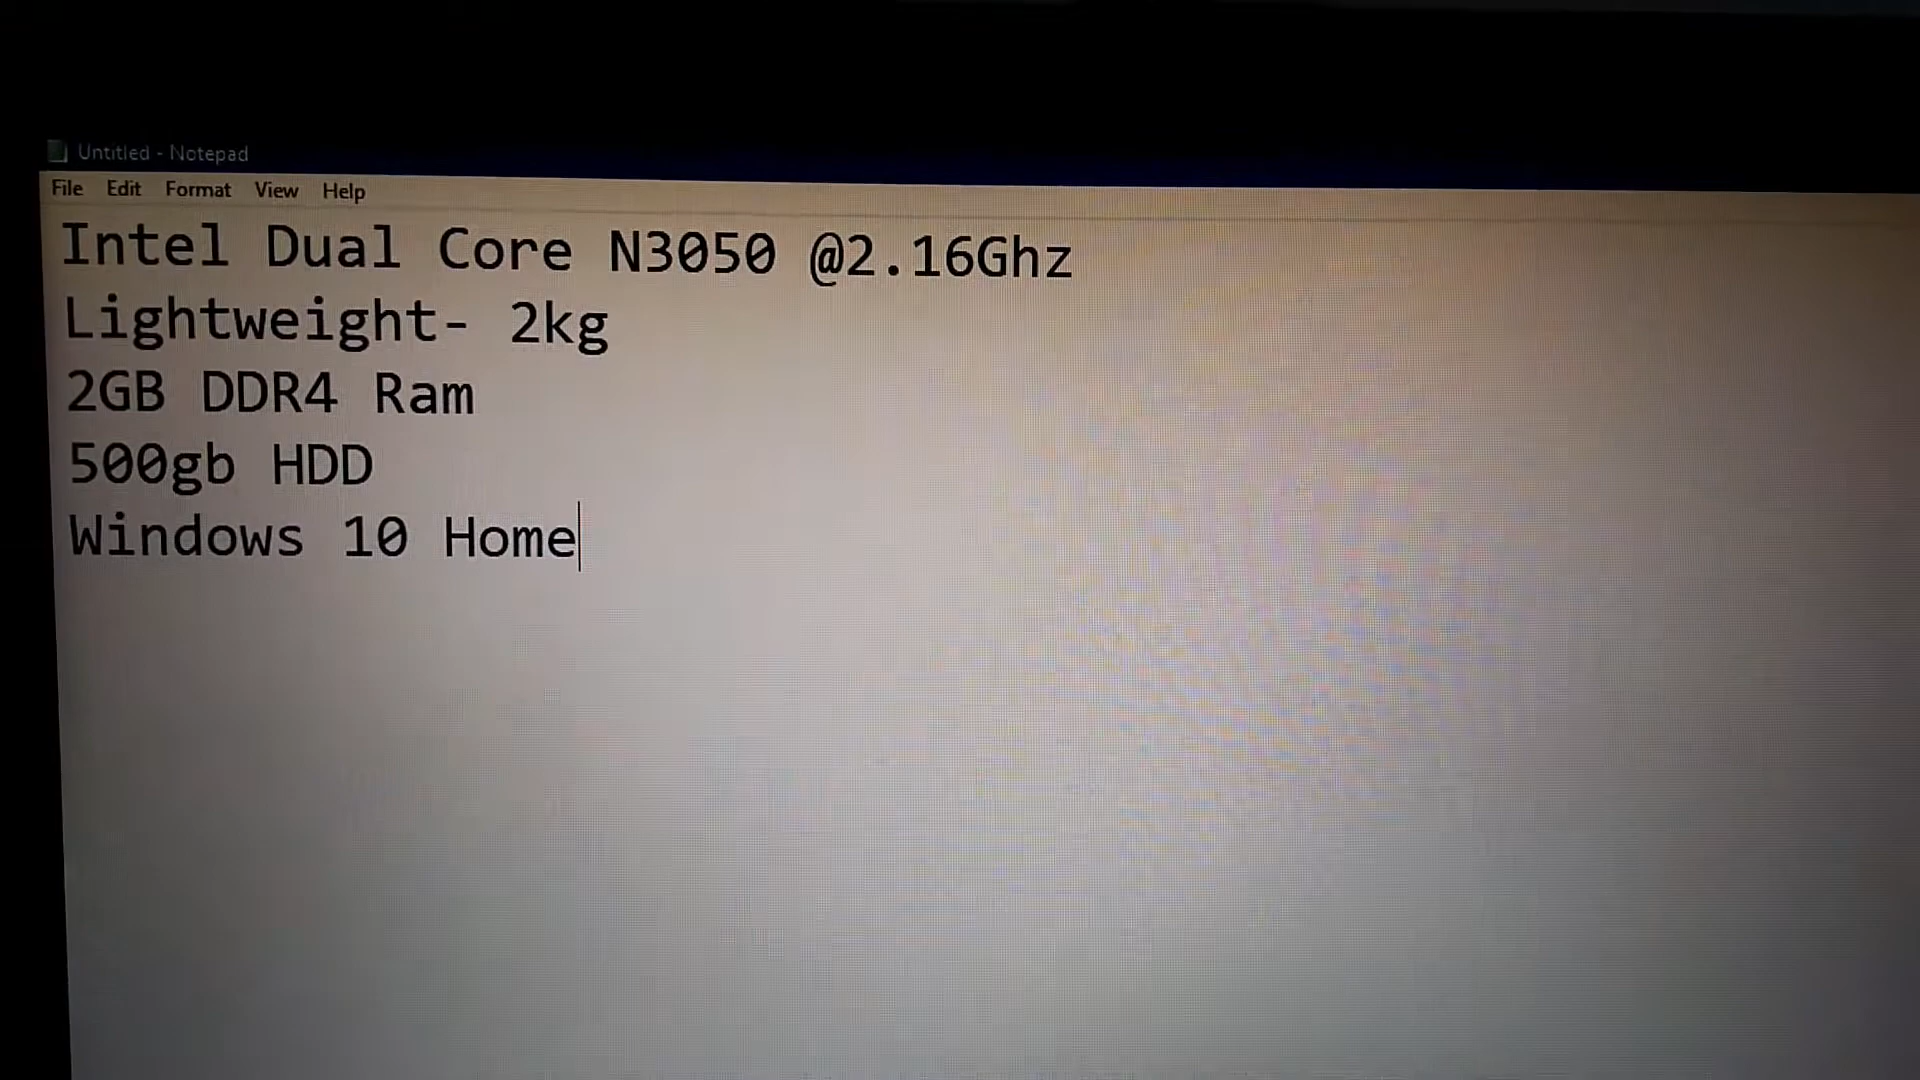 Untitled - Notepad
File Edit Format View Help
Intel Dual Core N3050 @2.16Ghz
Lightweight- 2kg
2GB DDR4 Ram
500gb HDD
Windows 10 Home